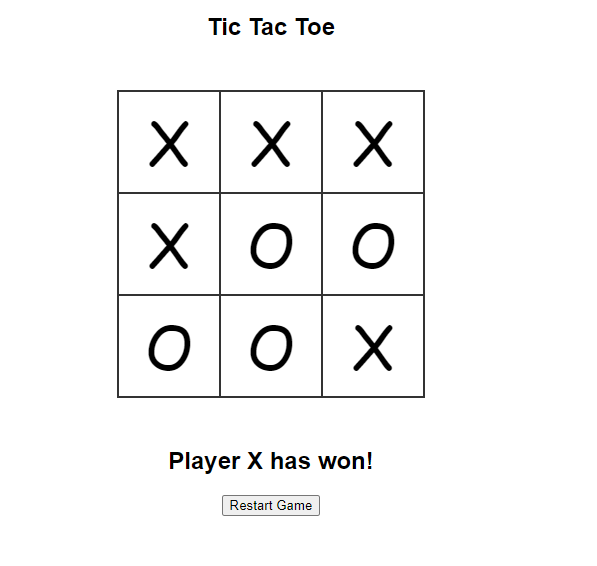 Tic Tac Toe
X X X
X O O
O O X
Player X has won!
Restart Game